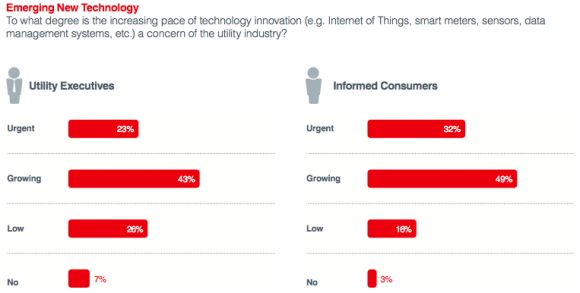 Emerging New Technology
To what degree is the increasing pace of technology innovation (e.g. Internet of Things, smart meters, sensors, data
management systems, etc.) a concern of the utility industry?
Utility Executives
Urgent 23%
Growing 43%
Low 26%
No 7%
Informed Consumers
Urgent 32%
Growing 49%
Low 16%
No 3%